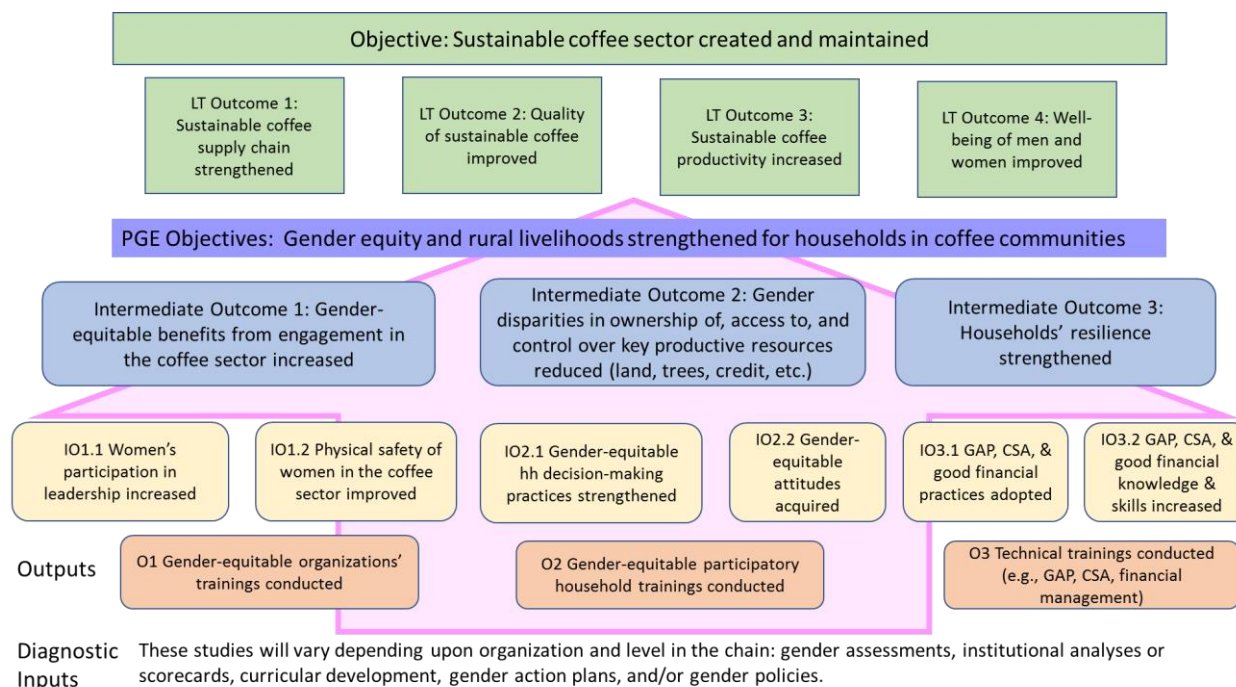 Objective: Sustainable coffee sector created and maintained
LT Outcome 1:
Sustainable coffee
supply chain
strengthened
LT Outcome 2: Quality
of sustainable coffee
improved
LT Outcome 3:
Sustainable coffee
productivity increased
LT Outcome 4: Well-
being of men and
women improved
PGE Objectives: Gender equity and rural livelihoods strengthened for households in coffee communities
Intermediate Outcome 1: Gender-
equitable benefits from engagement in
the coffee sector increased
Intermediate Outcome 2: Gender
disparities in ownership of, access to, and
control over key productive resources
reduced (land, trees, credit, etc.)
Intermediate Outcome 3:
Households’ resilience
strengthened
IO1.1 Women’s
participation in
leadership increased
IO1.2 Physical safety of
women in the coffee
sector improved
IO2.1 Gender-equitable
hh decision-making
practices strengthened
IO2.2 Gender-
equitable
attitudes
acquired
IO3.1 GAP, CSA, &
good financial
practices adopted
IO3.2 GAP, CSA, &
good financial
knowledge &
skills increased
Outputs
O1 Gender-equitable organizations’
trainings conducted
O2 Gender-equitable participatory
household trainings conducted
O3 Technical trainings conducted
(e.g., GAP, CSA, financial
management)
Diagnostic
Inputs
These studies will vary depending upon organization and level in the chain: gender assessments, institutional analyses or
scorecards, curricular development, gender action plans, and/or gender policies.